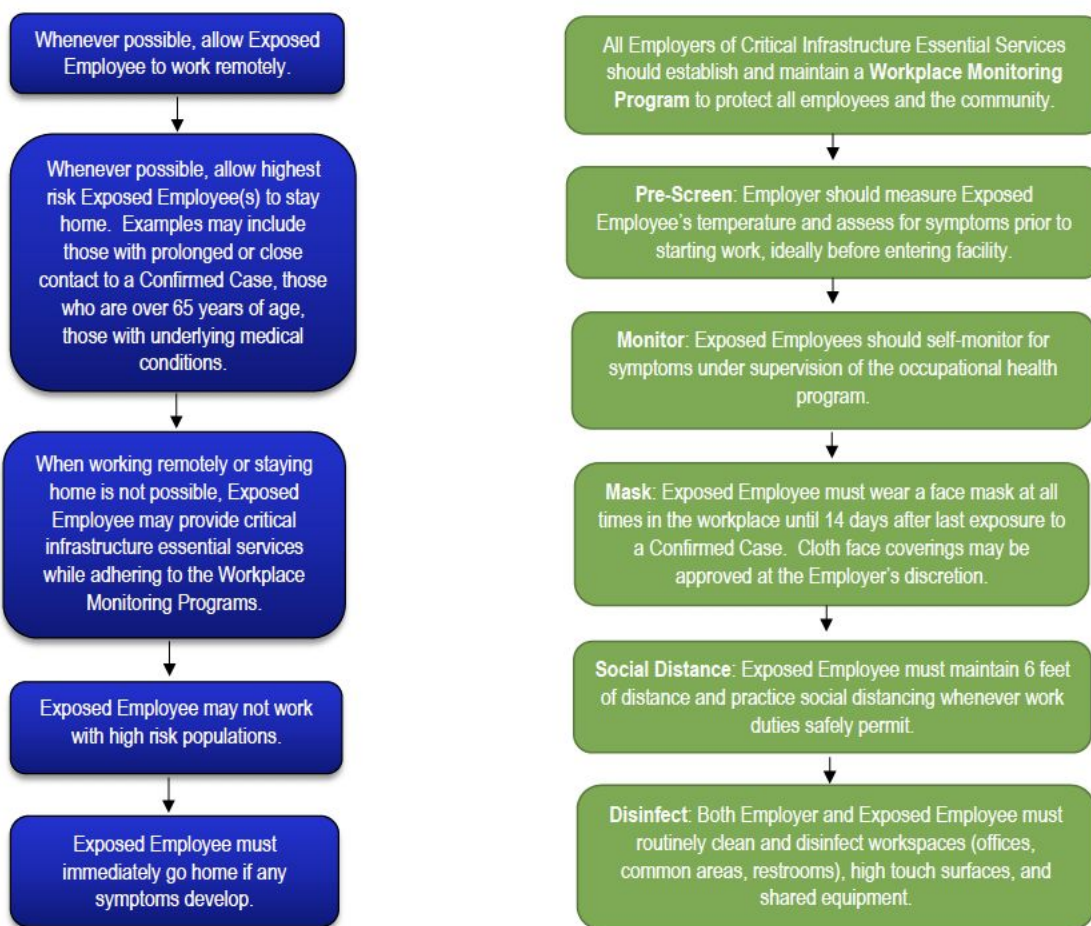 Whenever possible, allow Exposed
Employee to work remotely.
Whenever possible, allow highest
risk Exposed Employee(s) to stay
home.  Examples may include
those with prolonged or close
contact to a Confirmed Case, those
who are over 65 years of age,
those with underlying medical
conditions.
When working remotely or staying
home is not possible, Exposed
Employee may provide critical
infrastructure essential services
while adhering to the Workplace
Monitoring Programs.
Exposed Employee may not work
with high risk populations.
Exposed Employee must
immediately go home if any
symptoms develop.
All Employers of Critical Infrastructure Essential Services
should establish and maintain a Workplace Monitoring
Program to protect all employees and the community.
Pre-Screen: Employer should measure Exposed
Employee’s temperature and assess for symptoms prior to
starting work, ideally before entering facility.
Monitor: Exposed Employees should self-monitor for
symptoms under supervision of the occupational health
program.
Mask: Exposed Employee must wear a face mask at all
times in the workplace until 14 days after last exposure to
a Confirmed Case.  Cloth face coverings may be
approved at the Employer’s discretion.
Social Distance: Exposed Employee must maintain 6 feet
of distance and practice social distancing whenever work
duties safely permit.
Disinfect: Both Employer and Exposed Employee must
routinely clean and disinfect workspaces (offices,
common areas, restrooms), high touch surfaces, and
shared equipment.